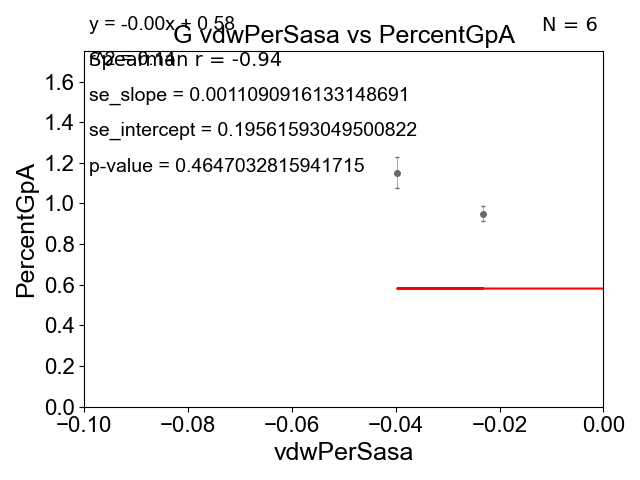 y = -0.00x + 0.58
N = 6
G vdwPerSasa vs PercentGpA
R^2 = 0.14
Spearman r = -0.94
se_slope = 0.0011090916133148691
se_intercept = 0.19561593049500822
p-value = 0.4647032815941715
PercentGpA
1.6
1.4
1.2
1.0
0.8
0.6
0.4
0.2
0.0
−0.10 −0.08 −0.06 −0.04 −0.02 0.00
vdwPerSasa